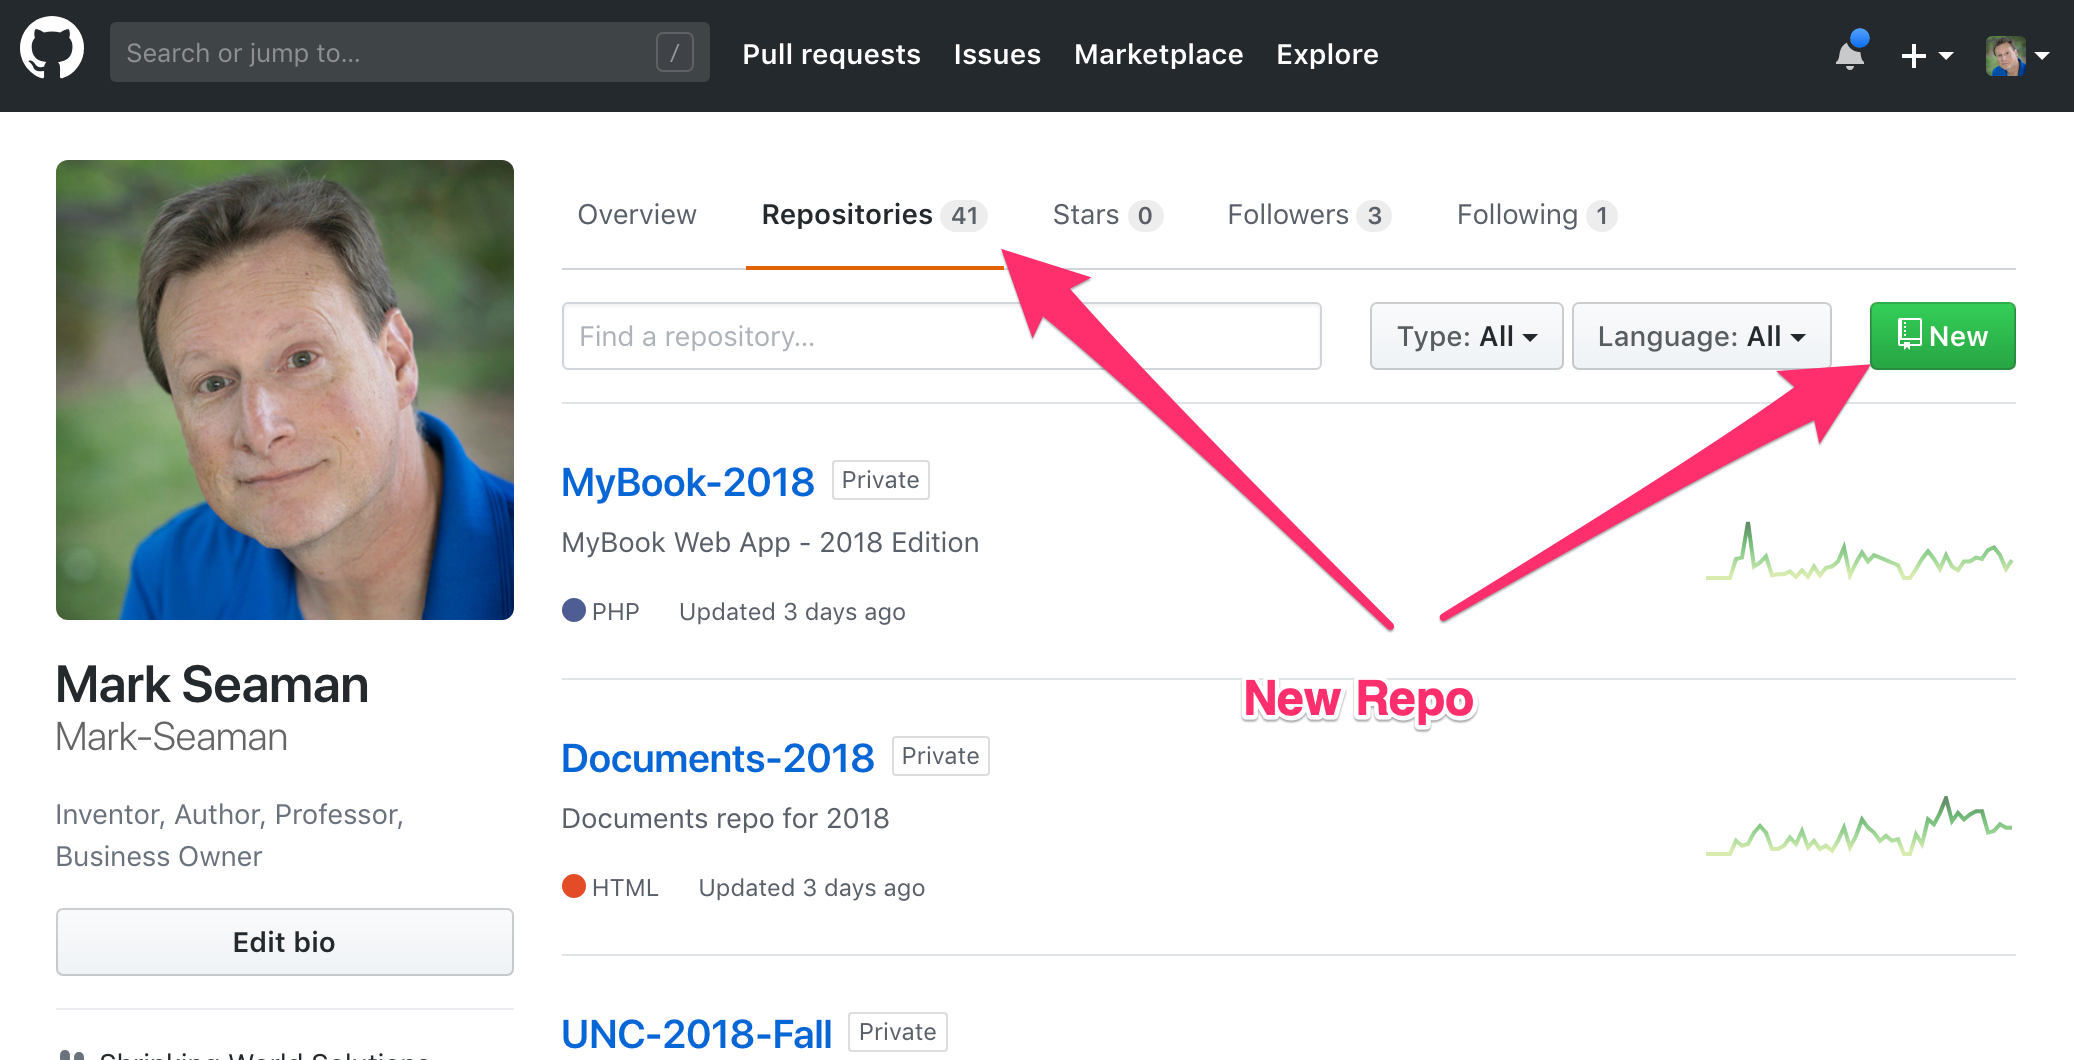 Search or jump to...
/
Pull requests
Issues
Marketplace
Explore
Overview
Repositories 41
Stars 0
Followers 3
Following 1
Find a repository...
Type: All
Language: All
New
MyBook-2018 Private
MyBook Web App - 2018 Edition
PHP Updated 3 days ago
New Repo
Documents-2018 Private
Documents repo for 2018
HTML Updated 3 days ago
UNC-2018-Fall Private
Mark Seaman
Mark-Seaman
Inventor, Author, Professor,
Business Owner
Edit bio
Shrinking World Solutions